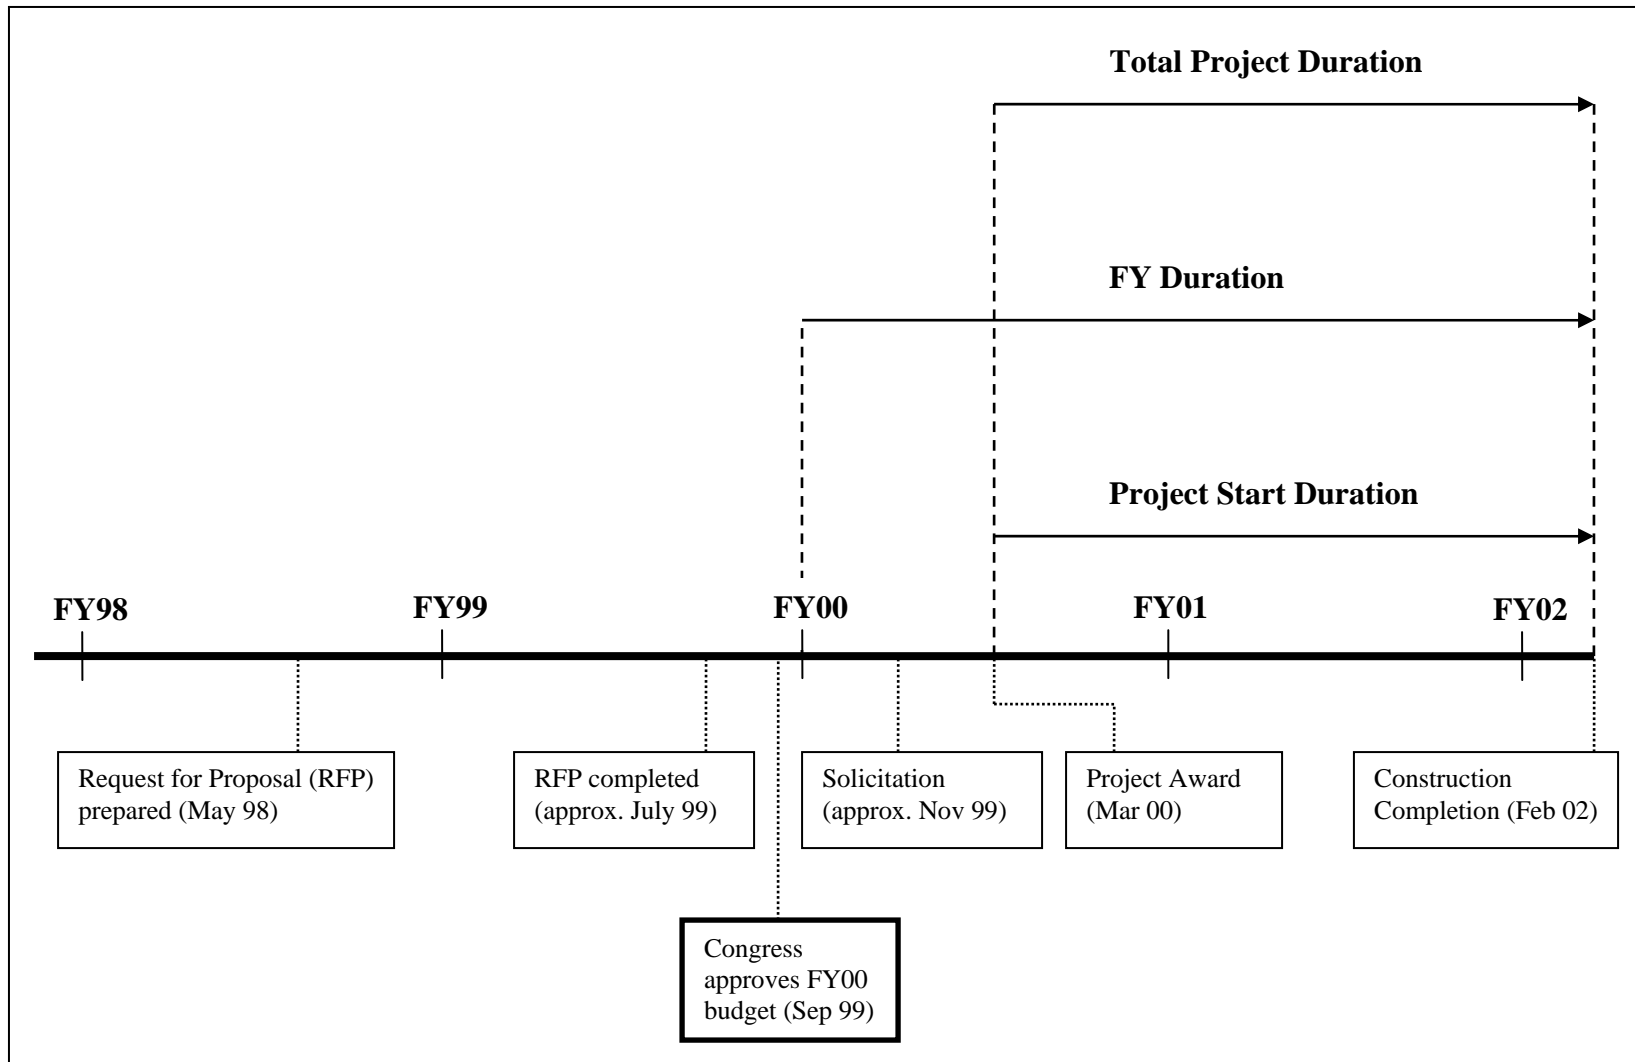 Total Project Duration
FY Duration
Project Start Duration
FY98
FY99
FY00
FY01
FY02
Request for Proposal (RFP)
prepared (May 98)
RFP completed
(approx. July 99)
Solicitation
(approx. Nov 99)
Project Award
(Mar 00)
Construction
Completion (Feb 02)
Congress
approves FY00
budget (Sep 99)